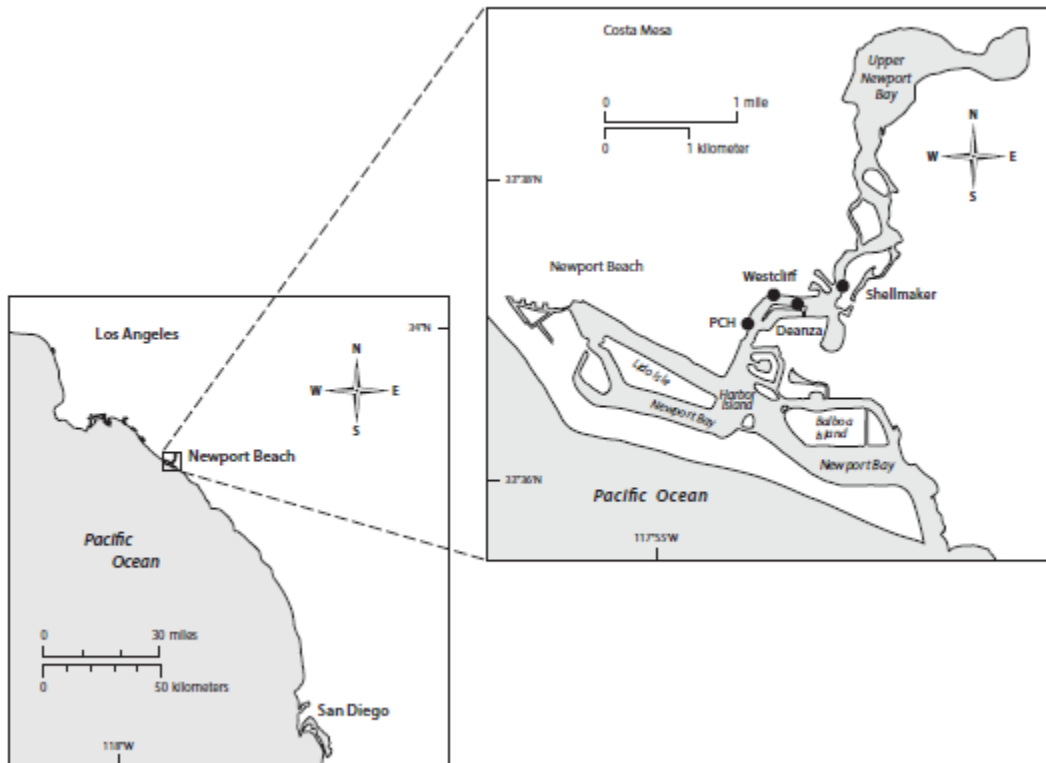 Costa Mesa
Upper
Newport
Bay
0
1 mile
0
1 kilometer
N
W
E
S
33°38'N
Newport Beach
Westcliff
Shellmaker
PCH
Deanza
Lido Isle
Harbor
Island
Newport Bay
Balboa
Island
Newport Bay
33°36'N
Pacific Ocean
117°55'W
Los Angeles
34°N
N
W
E
S
Newport Beach
Pacific
Ocean
0
30 miles
0
50 kilometers
San Diego
118°W